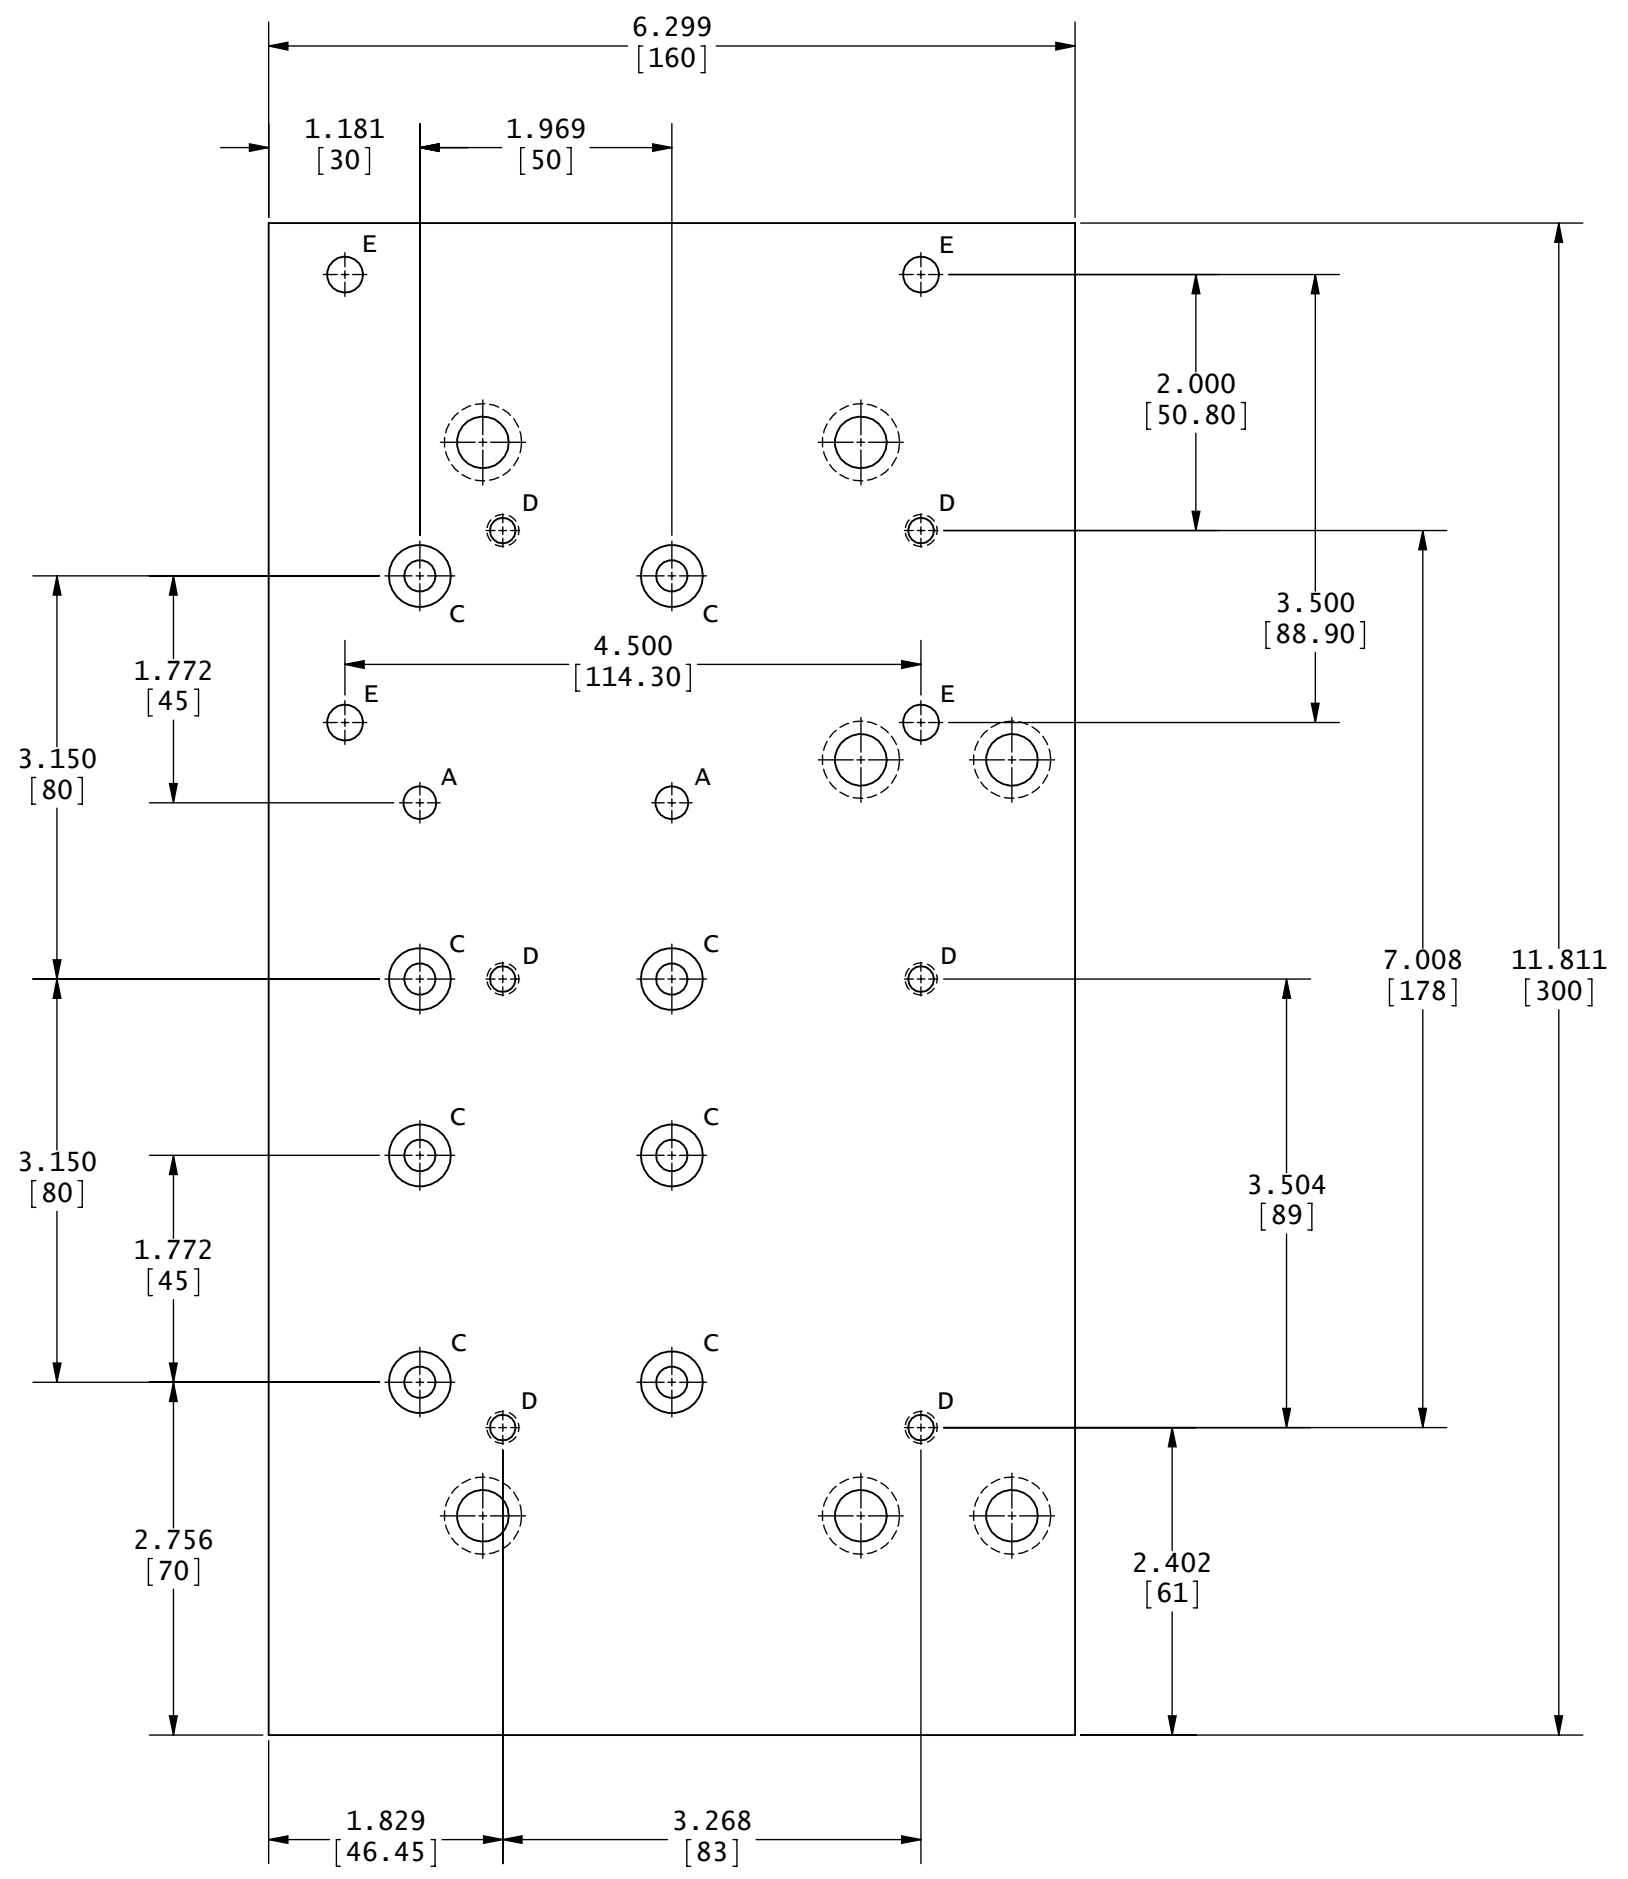 6.299
[160]
1.181
[30]
1.969
[50]
E
E
2.000
[50.80]
D
D
C
C
3.500
[88.90]
4.500
[114.30]
1.772
[45]
E
E
3.150
[80]
A
A
C
D
C
D
7.008
[178]
11.811
[300]
C
C
3.150
[80]
3.504
[89]
1.772
[45]
C
C
D
D
2.756
[70]
2.402
[61]
1.829
[46.45]
3.268
[83]